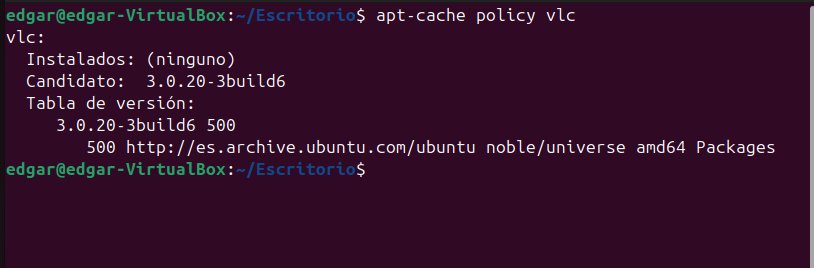 edgar@edgar-VirtualBox:~/Escritorio$ apt-cache policy vlc
vlc:
  Instalados: (ninguno)
  Candidato:  3.0.20-3build6
  Tabla de versión:
     3.0.20-3build6 500
        500 http://es.archive.ubuntu.com/ubuntu noble/universe amd64 Packages
edgar@edgar-VirtualBox:~/Escritorio$